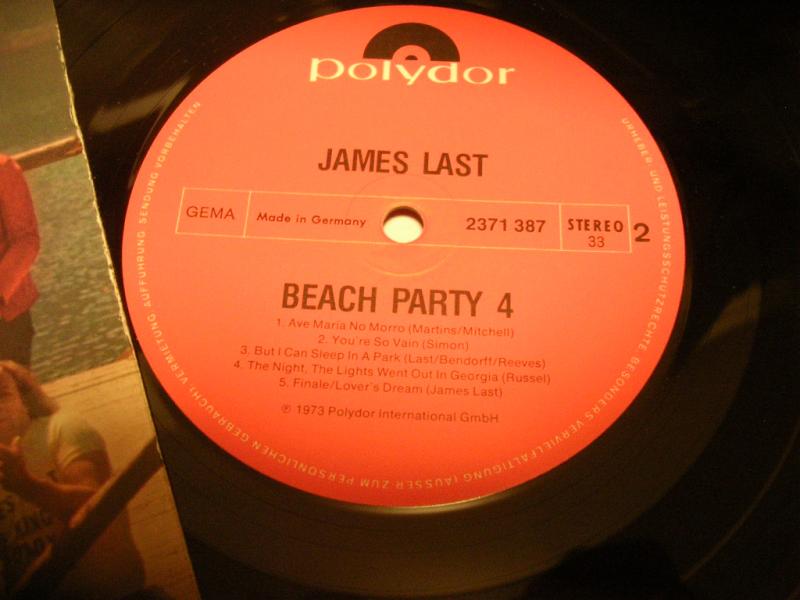 polydor
JAMES LAST
GEMA
Made in Germany
2371 387
STEREO
33
2
BEACH PARTY 4
1. Ave Maria No Morro (Martins/Mitchell)
2. You're So Vain (Simon)
3. But I Can Sleep In A Park (Last/Bendorff/Reeves)
4. The Night, The Lights Went Out In Georgia (Russel)
5. Finale/Lover's Dream (James Last)
℗ 1973 Polydor International GmbH
URHEBER- UND LEISTUNGSSCHUTZRECHTE BESONDERS VERVIELFÄLTIGUNG (AUSSER ZUM PERSÖNLICHEN GEBRAUCH) VERMIETUNG AUFFÜHRUNG SENDUNG VORBEHALTEN